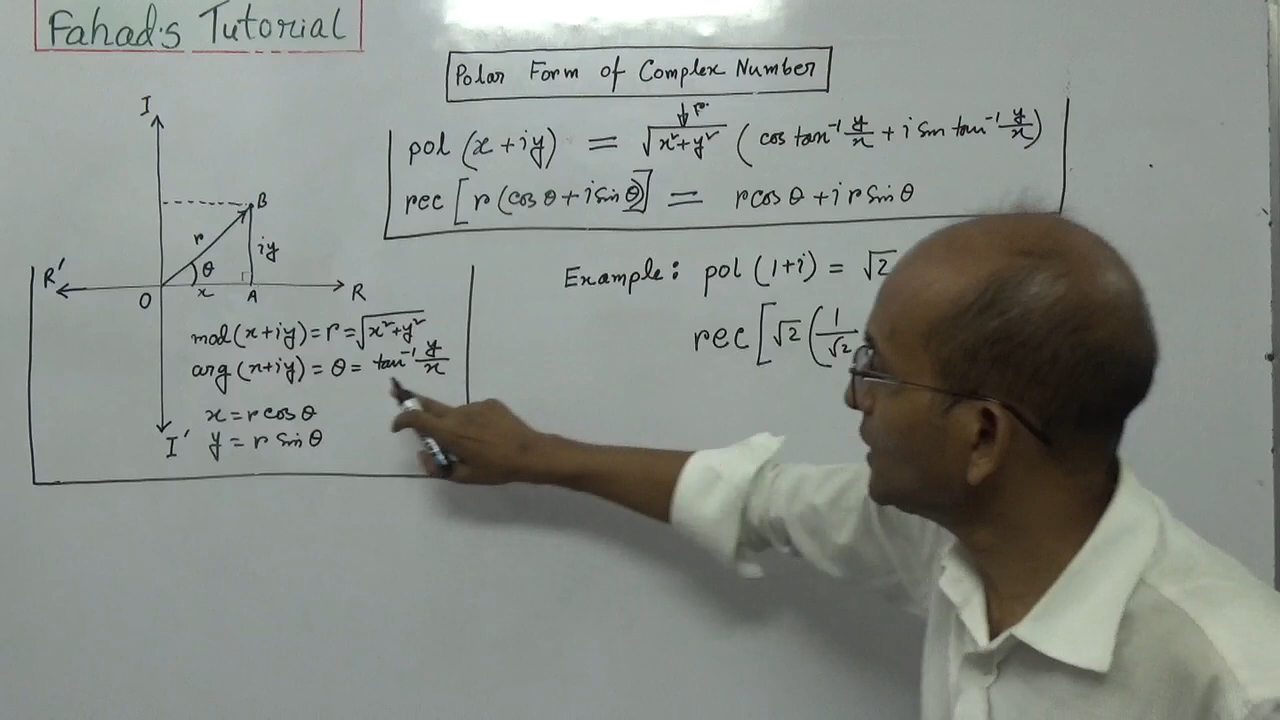 Fahad's Tutorial
Polar Form of Complex Number
r
pol (x+iy) = √(x²+y²) (cos tan⁻¹ y/x + i sin tan⁻¹ y/x)
rec [r (cos θ + i sin θ)] = r cos θ + i r sin θ
I
B
r
iy
θ
R'
O
x
A
R
mod (x+iy) = r = √(x²+y²)
arg (x+iy) = θ = tan⁻¹ y/x
x = r cos θ
I'
y = r sin θ
Example: pol (1+i) = √2
rec [√2 (1/√2